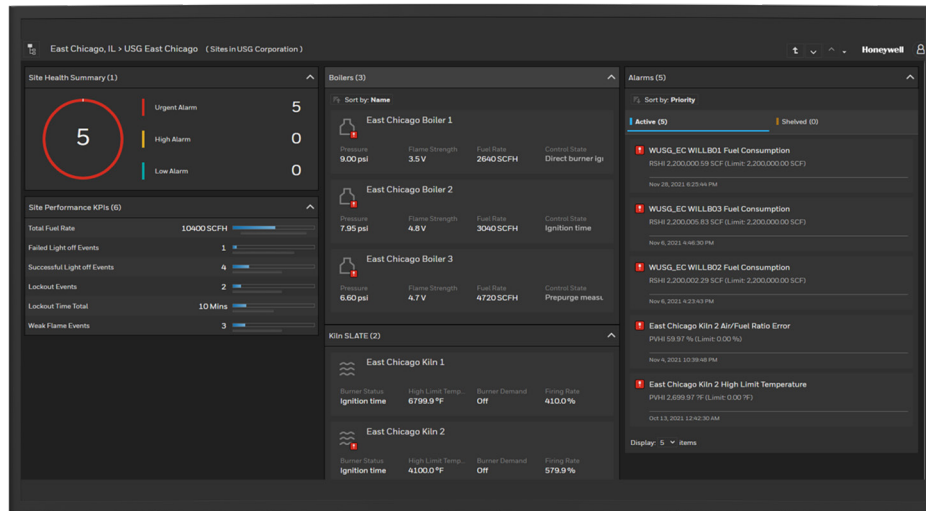 East Chicago, IL > USG East Chicago (Sites in USG Corporation)
Honeywell
Site Health Summary (1)
5
Urgent Alarm 5
High Alarm 0
Low Alarm 0
Site Performance KPIs (6)
Total Fuel Rate 10400 SCFH
Failed Light off Events 1
Successful Light off Events 4
Lockout Events 2
Lockout Time Total 10 Mins
Weak Flame Events 3
Boilers (3)
Sort by: Name
East Chicago Boiler 1
Pressure Flame Strength Fuel Rate Control State
9.00 psi 3.5 V 2640 SCFH Direct burner igi
East Chicago Boiler 2
Pressure Flame Strength Fuel Rate Control State
7.95 psi 4.8 V 3040 SCFH Ignition time
East Chicago Boiler 3
Pressure Flame Strength Fuel Rate Control State
6.60 psi 4.7 V 4720 SCFH Prepurge measu
Kiln SLATE (2)
East Chicago Kiln 1
Burner Status High Limit Temp... Burner Demand Firing Rate
Ignition time 6799.9 °F Off 410.0 %
East Chicago Kiln 2
Burner Status High Limit Temp... Burner Demand Firing Rate
Ignition time 4100.0 °F Off 579.9 %
Alarms (5)
Sort by: Priority
Active (5) Shelved (0)
WUSG_EC WILLB01 Fuel Consumption
RSHI 2,200,000.59 SCF (Limit: 2,200,000.00 SCF)
Nov 28, 2021 6:25:44 PM
WUSG_EC WILLB03 Fuel Consumption
RSHI 2,200,005.83 SCF (Limit: 2,200,000.00 SCF)
Nov 6, 2021 4:46:30 PM
WUSG_EC WILLB02 Fuel Consumption
RSHI 2,200,002.29 SCF (Limit: 2,200,000.00 SCF)
Nov 6, 2021 4:23:43 PM
East Chicago Kiln 2 Air/Fuel Ratio Error
PVHI 59.97 % (Limit: 0.00 %)
Nov 4, 2021 10:39:46 PM
East Chicago Kiln 2 High Limit Temperature
PVHI 2,699.97 ?F (Limit: 0.00 ?F)
Oct 13, 2021 12:42:30 AM
Display: 5 items